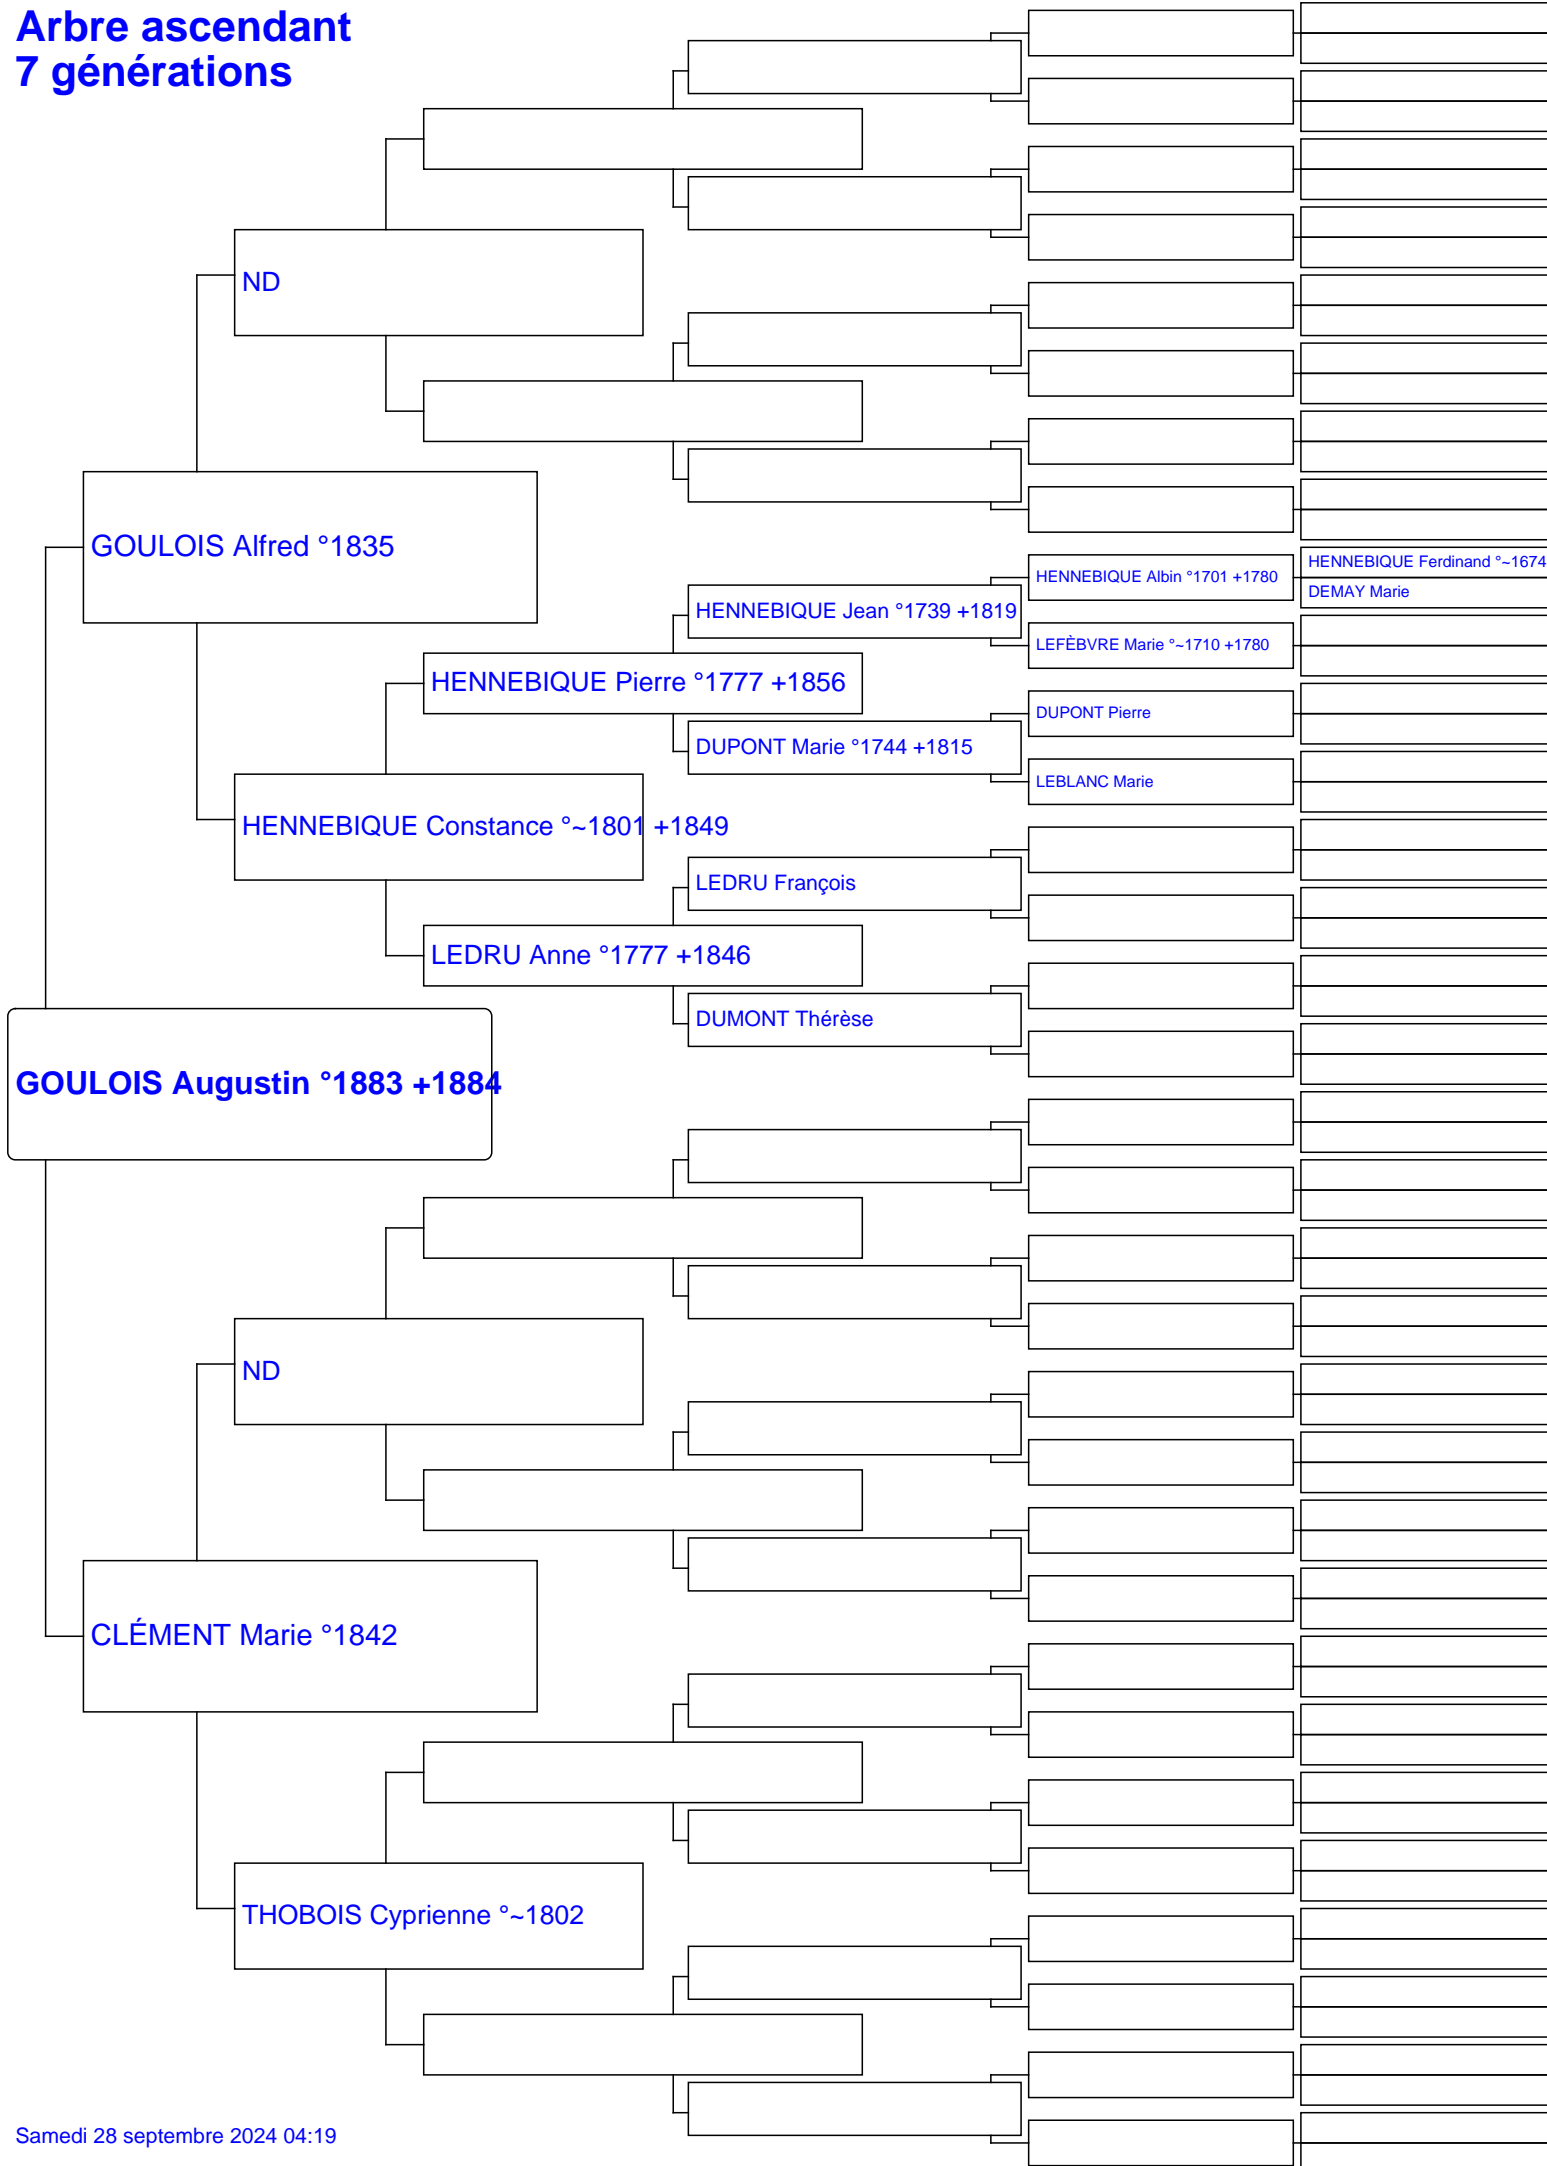 Arbre ascendant
7 générations
ND
GOULOIS Alfred °1835
HENNEBIQUE Albin °1701 +1780
HENNEBIQUE Ferdinand °~1674
DEMAY Marie
HENNEBIQUE Jean °1739 +1819
LEFÈBVRE Marie °~1710 +1780
HENNEBIQUE Pierre °1777 +1856
DUPONT Pierre
DUPONT Marie °1744 +1815
LEBLANC Marie
HENNEBIQUE Constance °~1801 +1849
LEDRU François
LEDRU Anne °1777 +1846
DUMONT Thérèse
GOULOIS Augustin °1883 +1884
ND
CLÉMENT Marie °1842
THOBOIS Cyprienne °~1802
Samedi 28 septembre 2024 04:19